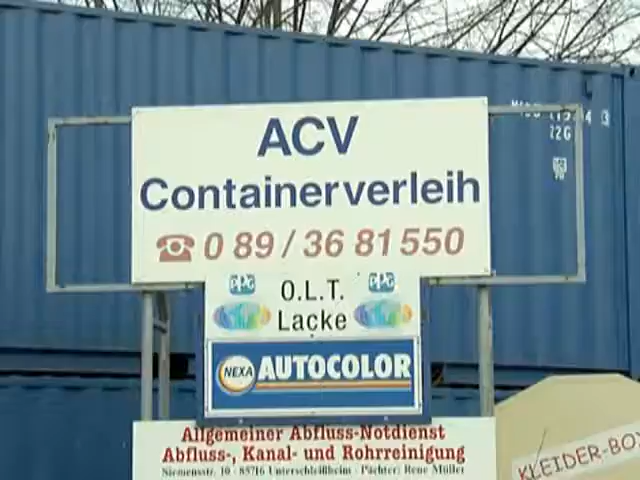 ACV
Containerverleih
☎ 0 89 / 36 81 550
PPG PPG
O.L.T.
Lacke
NEXA AUTOCOLOR
Allgemeiner Abfluss-Notdienst
Abfluss-, Kanal- und Rohrreinigung
Siemensstr. 10 - 85716 Unterschleißheim - Pächter: Rene Müller
KLEIDER-BOX
22G